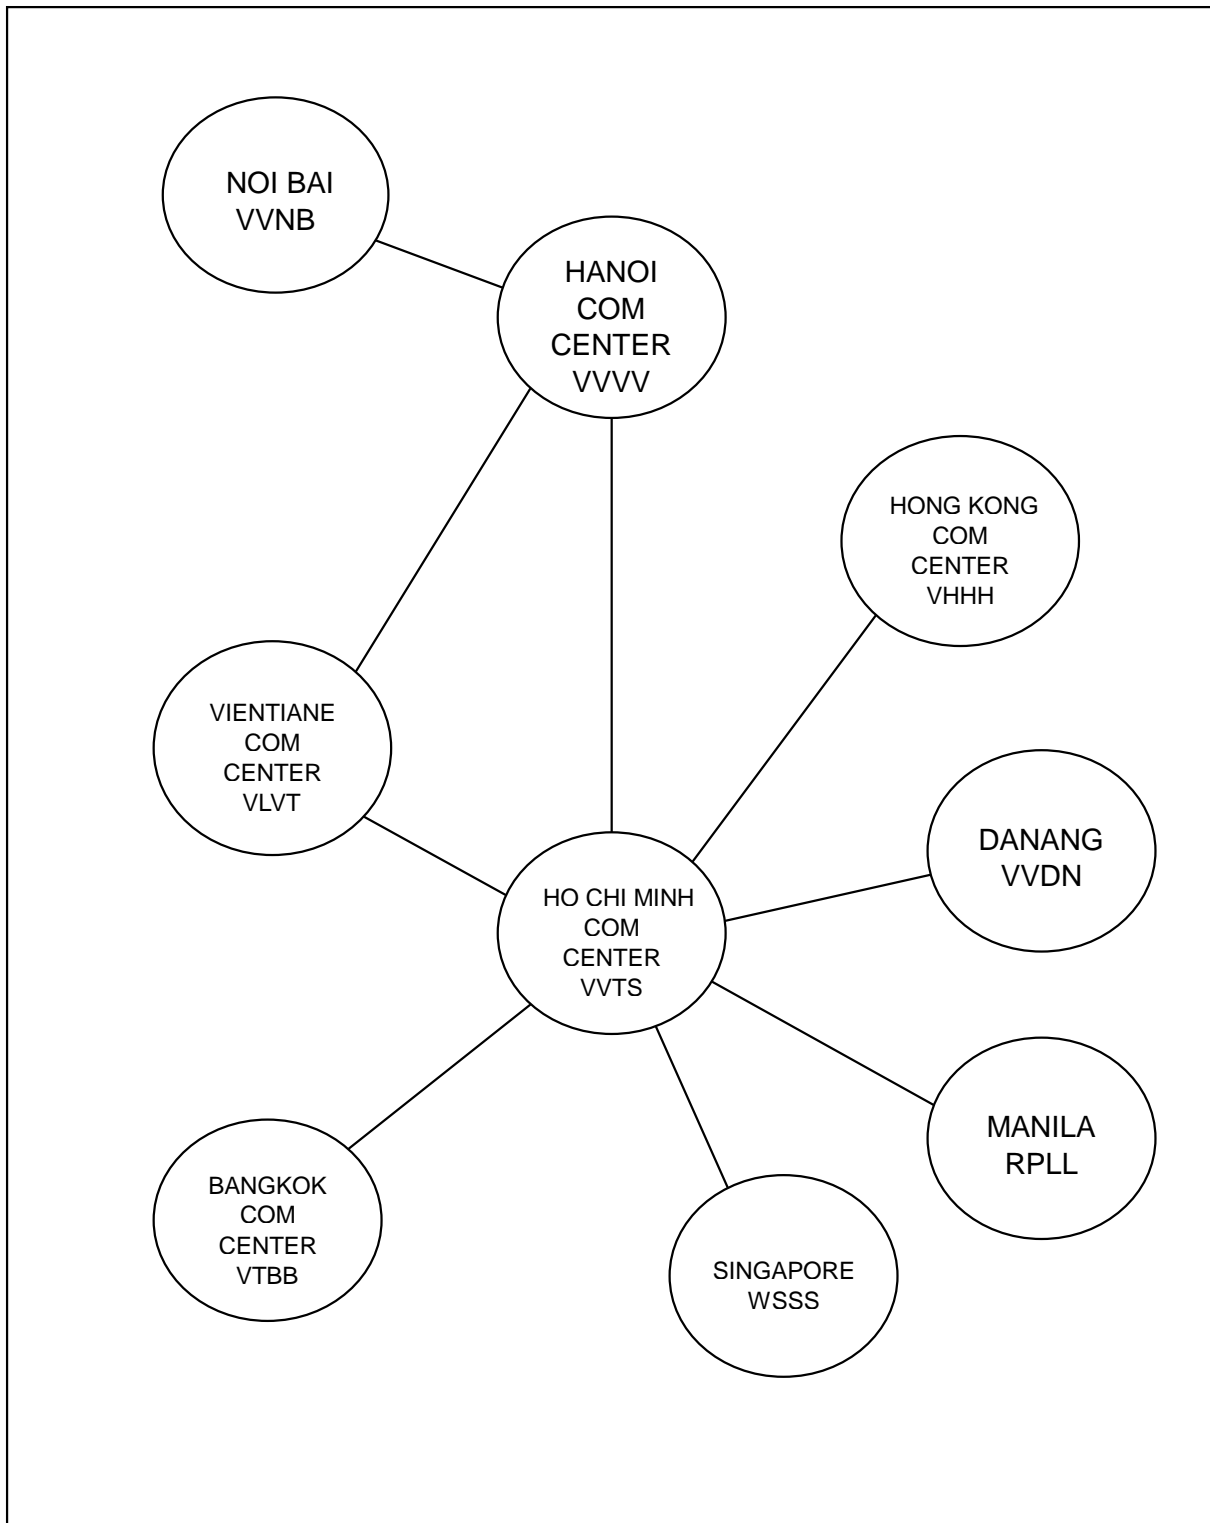 NOI BAI
VVNB
HANOI
COM
CENTER
VVVV
HONG KONG
COM
CENTER
VHHH
VIENTIANE
COM
CENTER
VLVT
DANANG
VVDN
HO CHI MINH
COM
CENTER
VVTS
MANILA
RPLL
BANGKOK
COM
CENTER
VTBB
SINGAPORE
WSSS